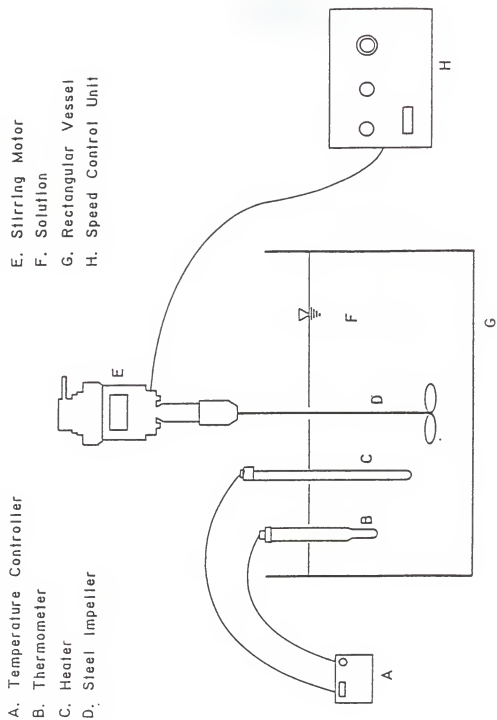 A. Temperature Controller
B. Thermometer
C. Heater
D. Steel Impeller
E. Stirring Motor
F. Solution
G. Rectangular Vessel
H. Speed Control Unit
E
H
F
D
C
B
G
A